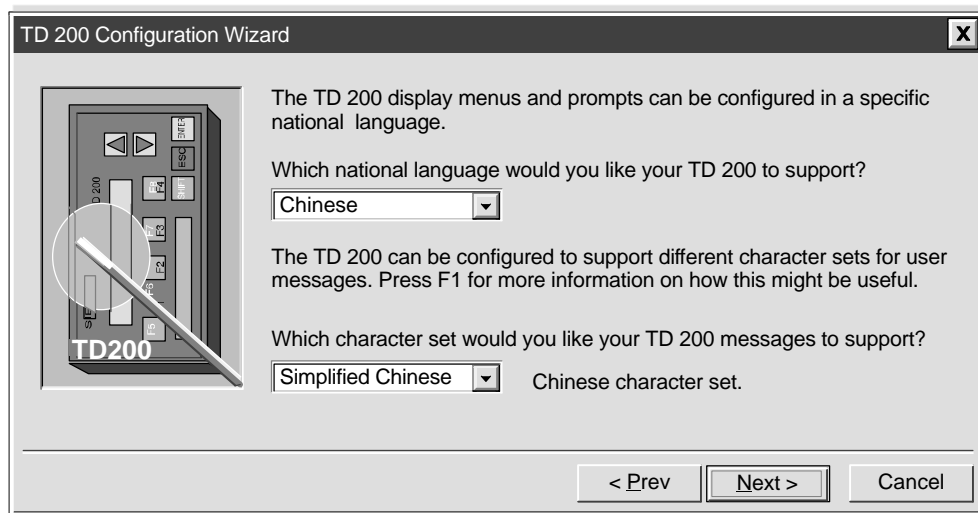 TD 200 Configuration Wizard
X
The TD 200 display menus and prompts can be configured in a specific
national language.
Which national language would you like your TD 200 to support?
Chinese
The TD 200 can be configured to support different character sets for user
messages. Press F1 for more information on how this might be useful.
Which character set would you like your TD 200 messages to support?
Simplified Chinese
Chinese character set.
ENTER
ESC
SHIFT
F4
F7
F3
F2
F6
F5
TD200
< Prev
Next >
Cancel